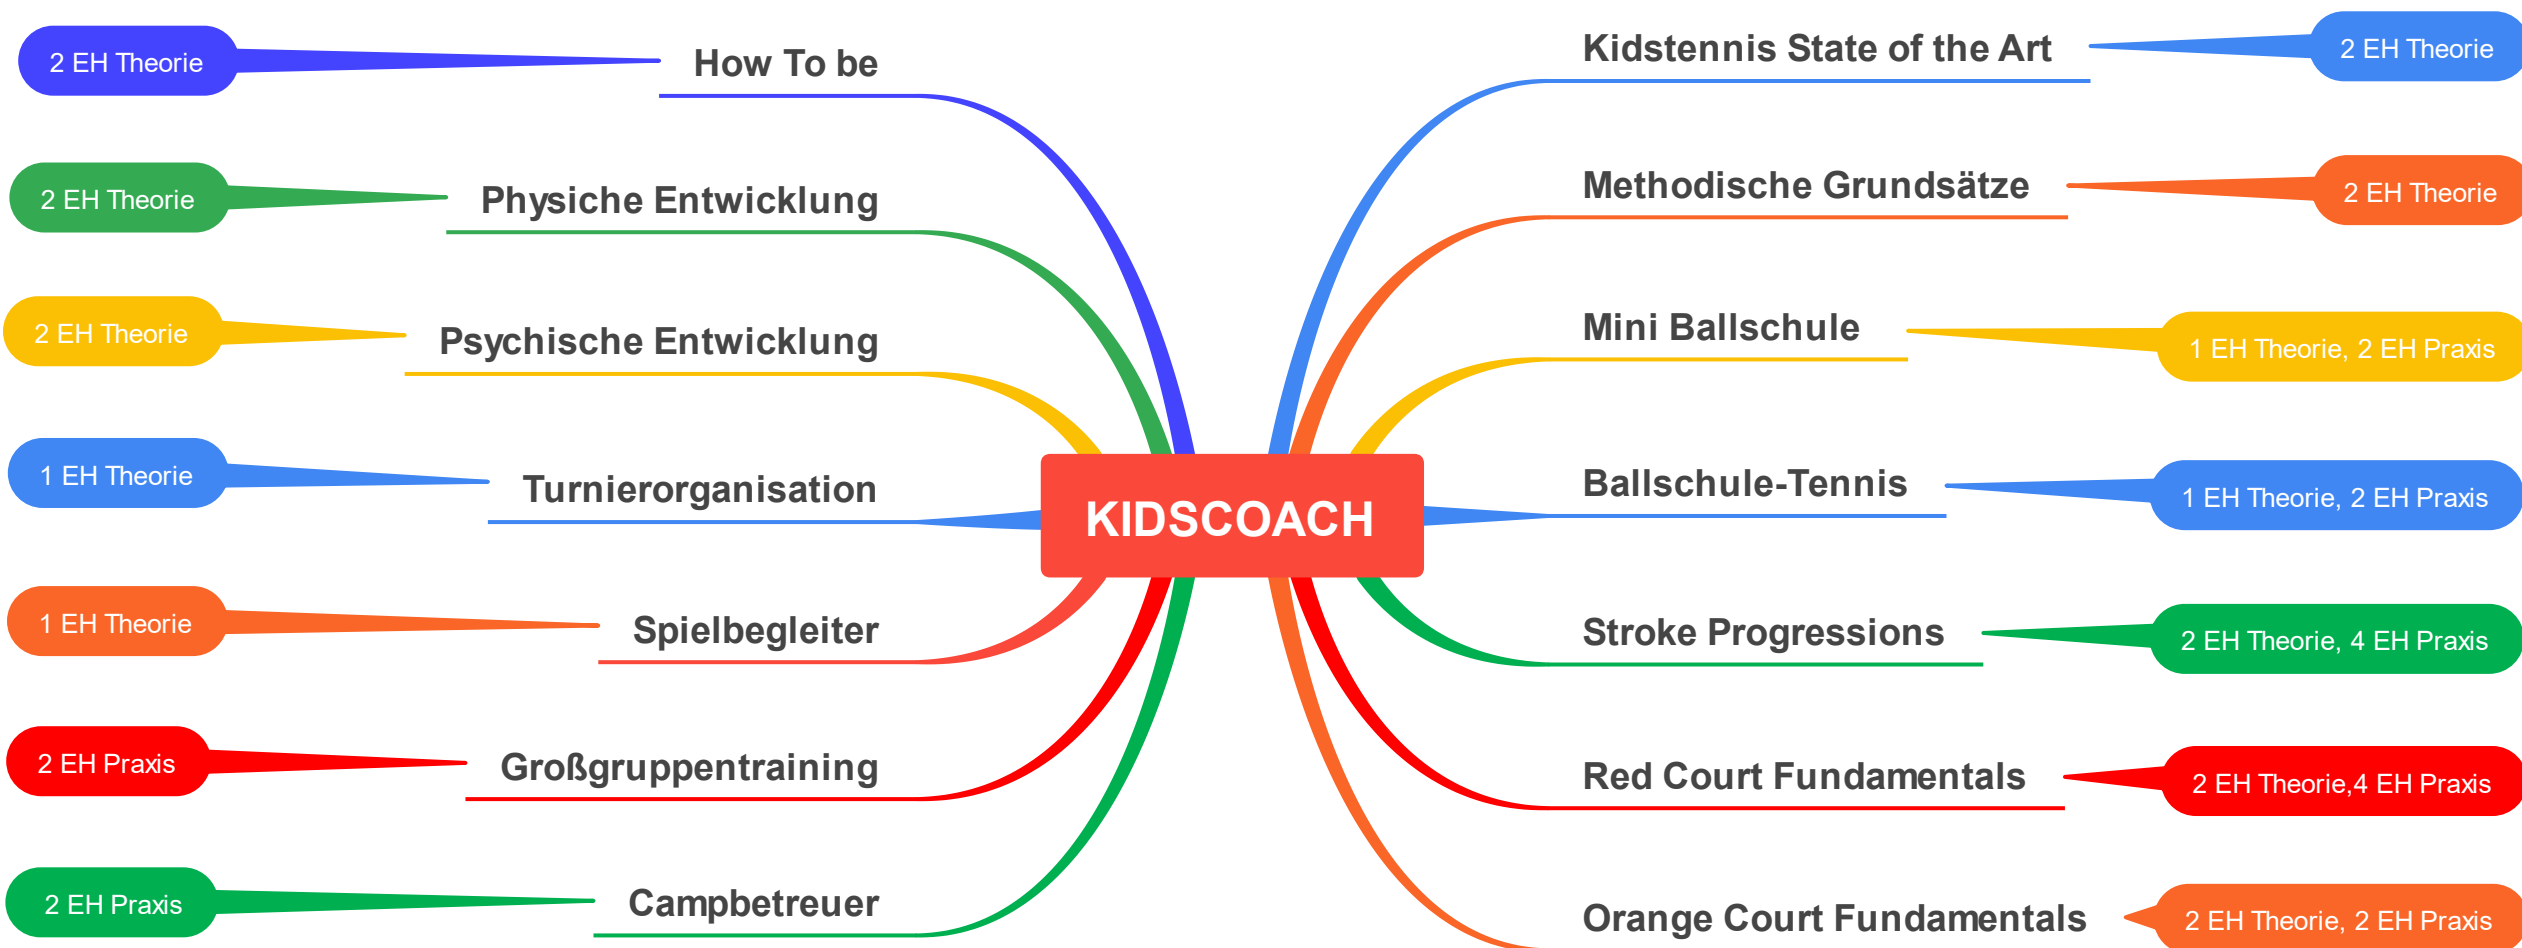 KIDSCOACH
How To be
2 EH Theorie
Physiche Entwicklung
2 EH Theorie
Psychische Entwicklung
2 EH Theorie
Turnierorganisation
1 EH Theorie
Spielbegleiter
1 EH Theorie
Großgruppentraining
2 EH Praxis
Campbetreuer
2 EH Praxis
Kidstennis State of the Art
2 EH Theorie
Methodische Grundsätze
2 EH Theorie
Mini Ballschule
1 EH Theorie, 2 EH Praxis
Ballschule-Tennis
1 EH Theorie, 2 EH Praxis
Stroke Progressions
2 EH Theorie, 4 EH Praxis
Red Court Fundamentals
2 EH Theorie,4 EH Praxis
Orange Court Fundamentals
2 EH Theorie, 2 EH Praxis